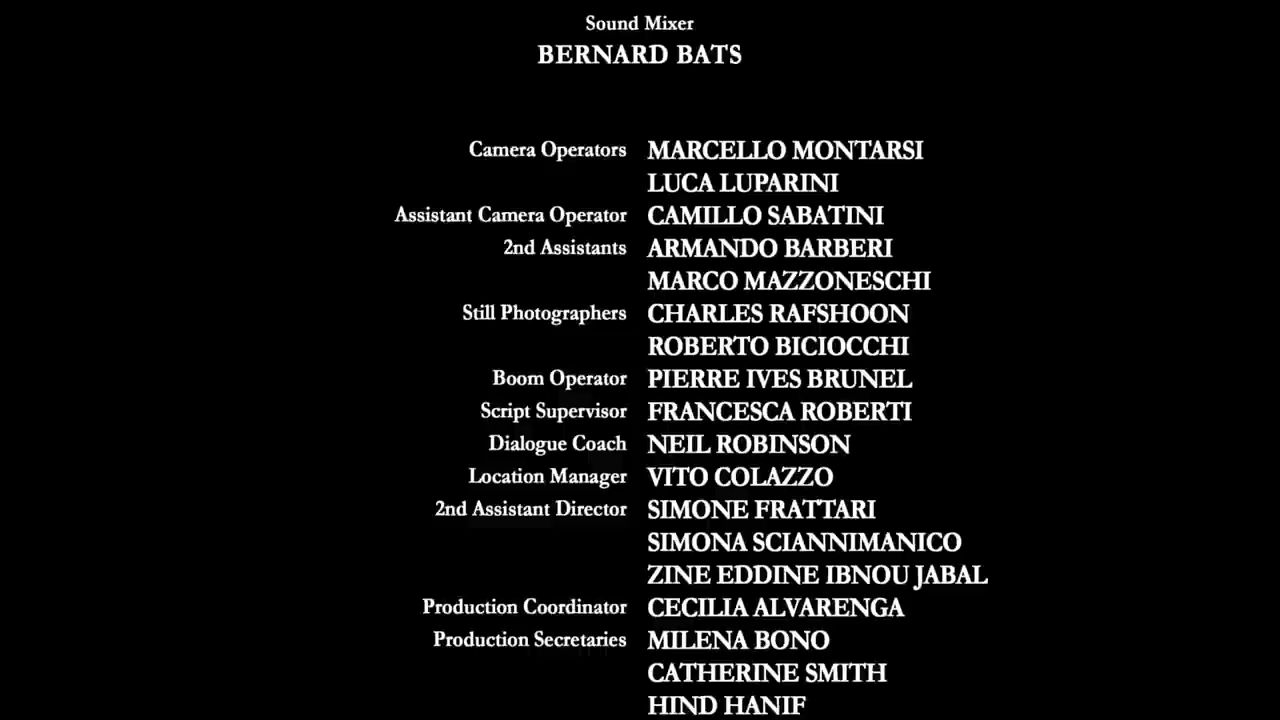 Sound Mixer
BERNARD BATS
Camera Operators MARCELLO MONTARSI
LUCA LUPARINI
Assistant Camera Operator CAMILLO SABATINI
2nd Assistants ARMANDO BARBERI
MARCO MAZZONESCHI
Still Photographers CHARLES RAFSHOON
ROBERTO BICIOCCHI
Boom Operator PIERRE IVES BRUNEL
Script Supervisor FRANCESCA ROBERTI
Dialogue Coach NEIL ROBINSON
Location Manager VITO COLAZZO
2nd Assistant Director SIMONE FRATTARI
SIMONA SCIANNIMANICO
ZINE EDDINE IBNOU JABAL
Production Coordinator CECILIA ALVARENGA
Production Secretaries MILENA BONO
CATHERINE SMITH
HIND HANIF